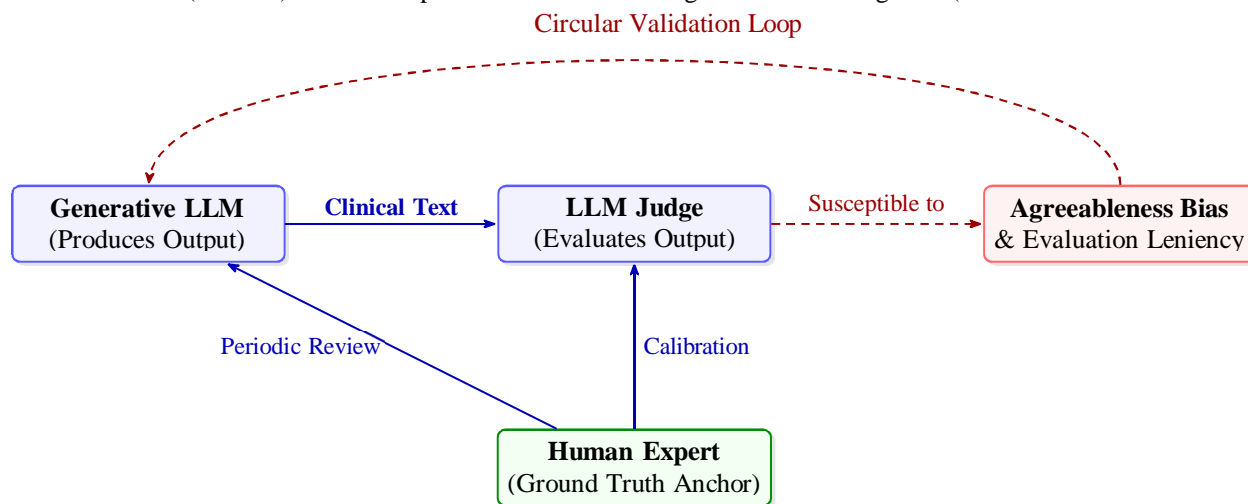 Circular Validation Loop
Generative LLM
(Produces Output)
Clinical Text
LLM Judge
(Evaluates Output)
Susceptible to
Agreeableness Bias
& Evaluation Leniency
Periodic Review
Calibration
Human Expert
(Ground Truth Anchor)